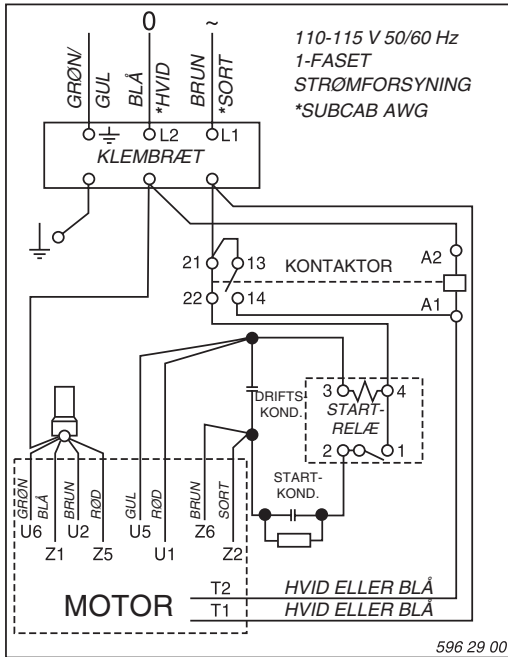 0 ~
GRØN/
GUL
BLÅ
*HVID
BRUN
*SORT
110-115 V 50/60 Hz
1-FASET
STRØMFORSYNING
*SUBCAB AWG
L2 L1
KLEMBRÆT
21 13
KONTAKTOR
A2
22 14
A1
DRIFTS-
KOND.
3 4
START-
RELÆ
2 1
START-
KOND.
GRØN BLÅ BRUN RØD GUL RØD BRUN SORT
U6 U2 U5 Z6
Z1 Z5 U1 Z2
T2 HVID ELLER BLÅ
T1 HVID ELLER BLÅ
MOTOR
596 29 00